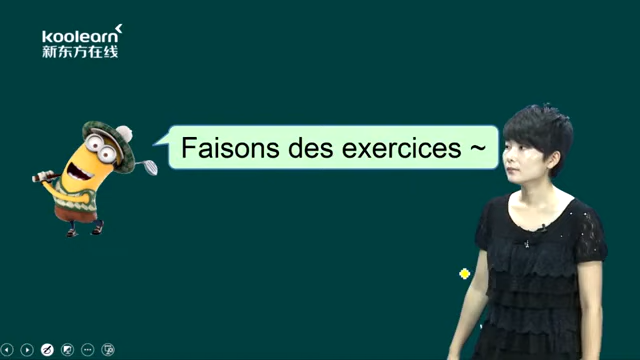 koolearn
新东方在线
Faisons des exercices ~